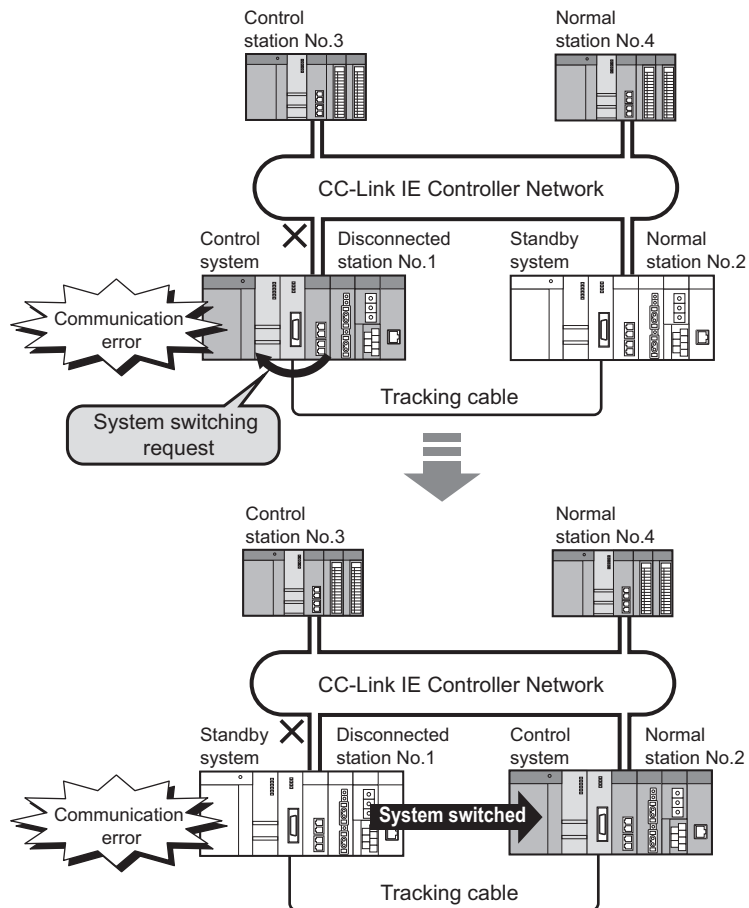 Control
station No.3
Normal
station No.4
CC-Link IE Controller Network
Control
system
Disconnected
station No.1
Standby
system
Normal
station No.2
Communication
error
Tracking cable
System switching
request
Control
station No.3
Normal
station No.4
CC-Link IE Controller Network
Standby
system
Disconnected
station No.1
Control
system
Normal
station No.2
Communication
error
System switched
Tracking cable